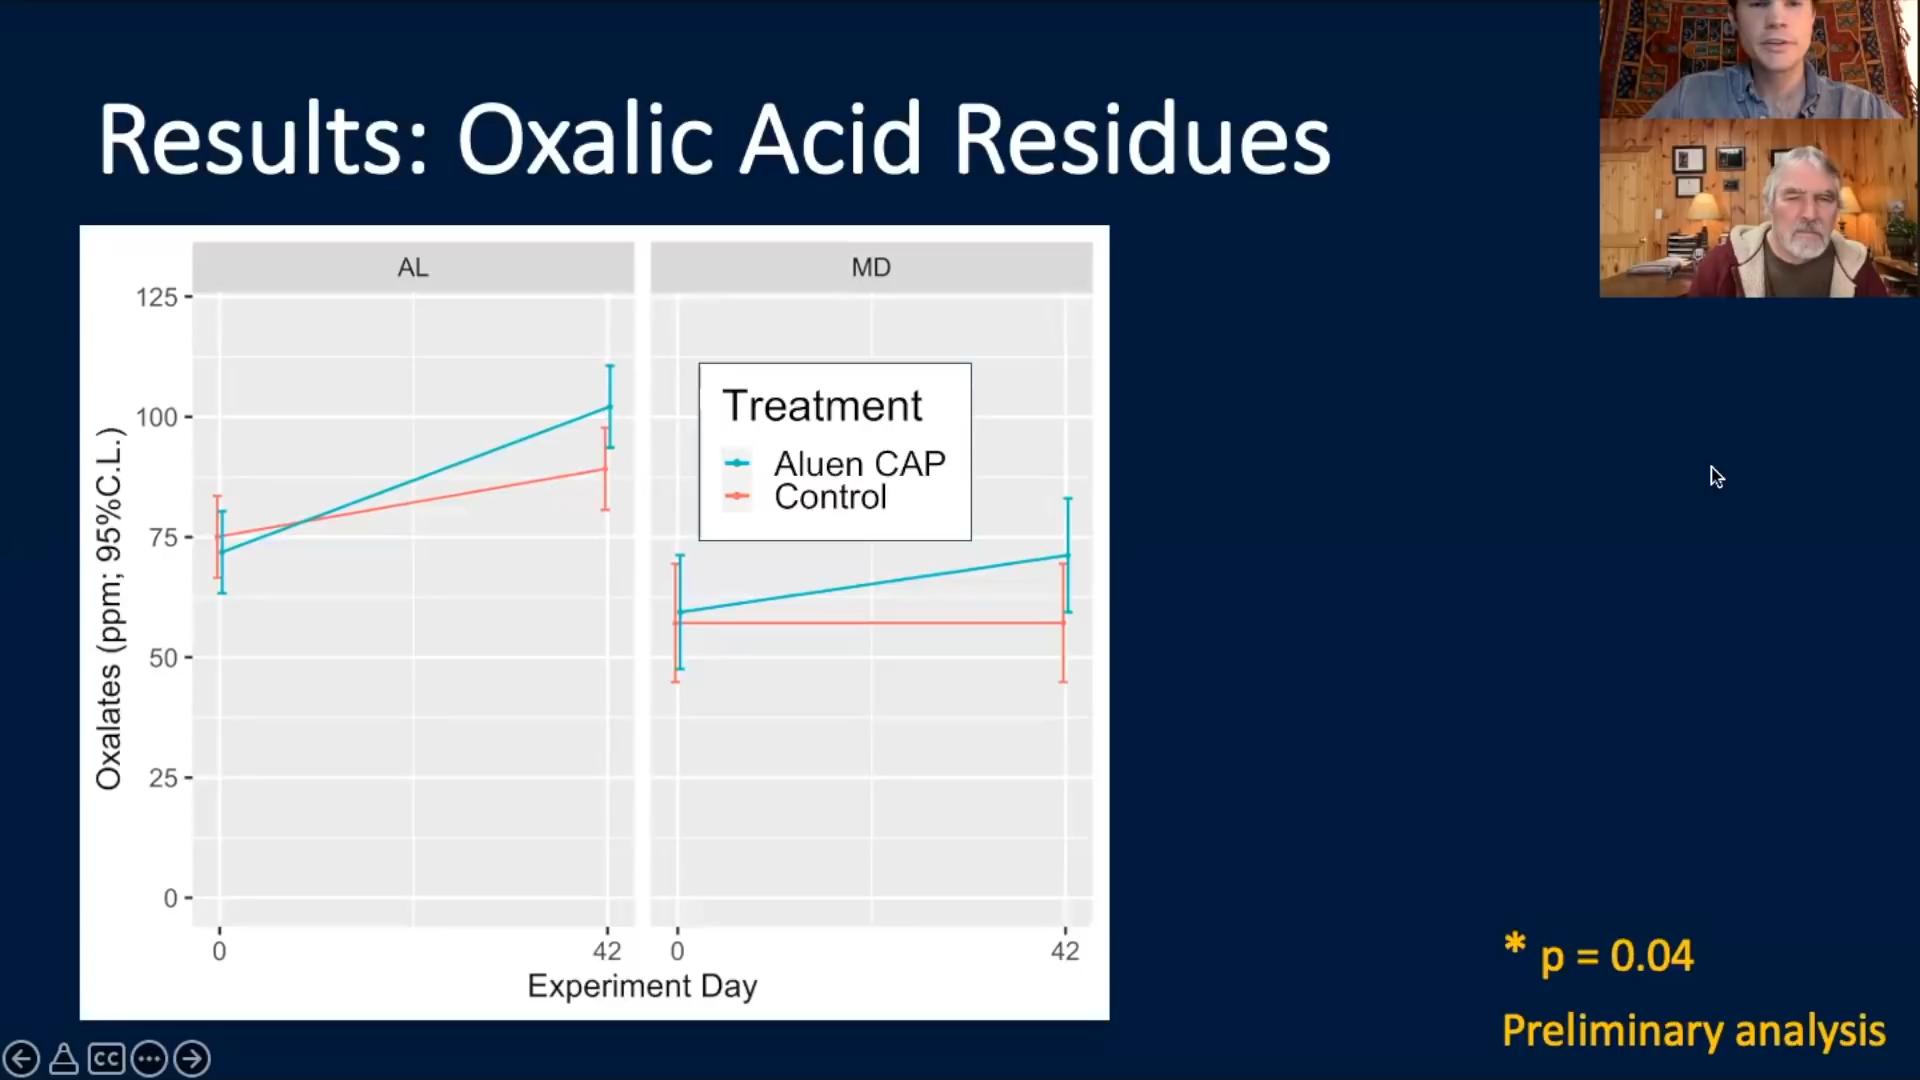 Results: Oxalic Acid Residues
AL
MD
125
100
75
50
25
0
Oxalates (ppm; 95%C.L.)
Treatment
Aluen CAP
Control
0
42
0
42
Experiment Day
* p = 0.04
Preliminary analysis
CC